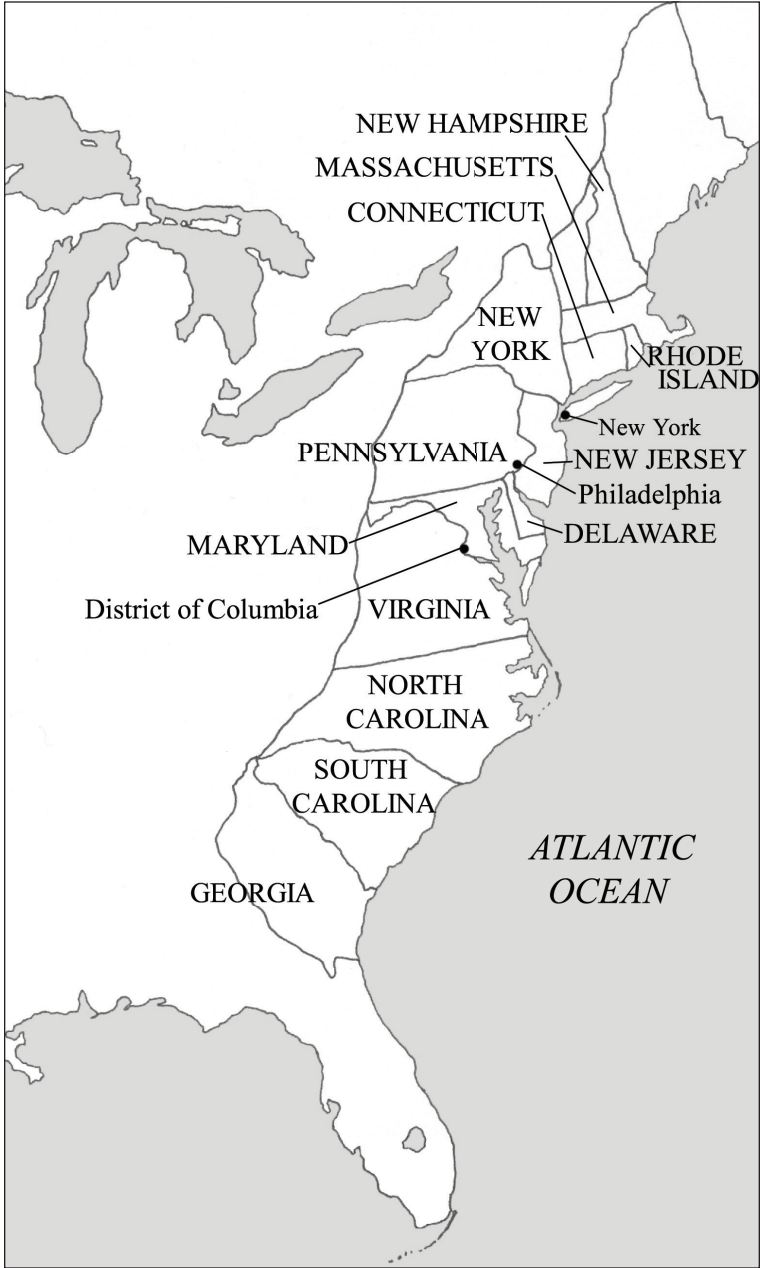 NEW HAMPSHIRE
MASSACHUSETTS
CONNECTICUT
NEW
YORK
RHODE
ISLAND
New York
PENNSYLVANIA
NEW JERSEY
Philadelphia
DELAWARE
MARYLAND
District of Columbia
VIRGINIA
NORTH
CAROLINA
SOUTH
CAROLINA
ATLANTIC
OCEAN
GEORGIA